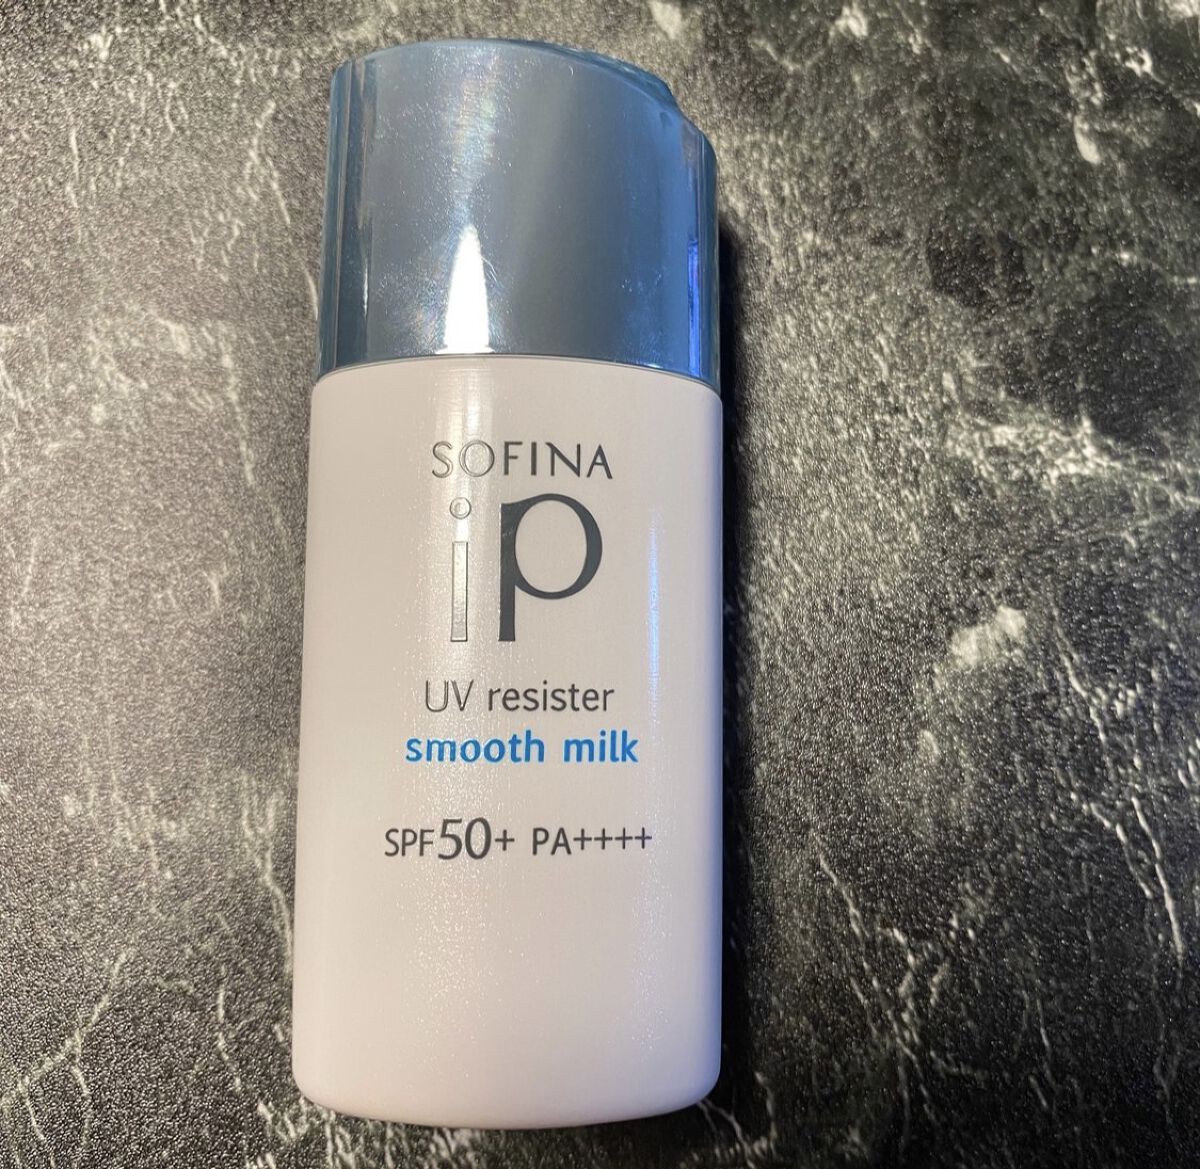 SOFINA
iP
UV resister
smooth milk
SPF50+ PA++++